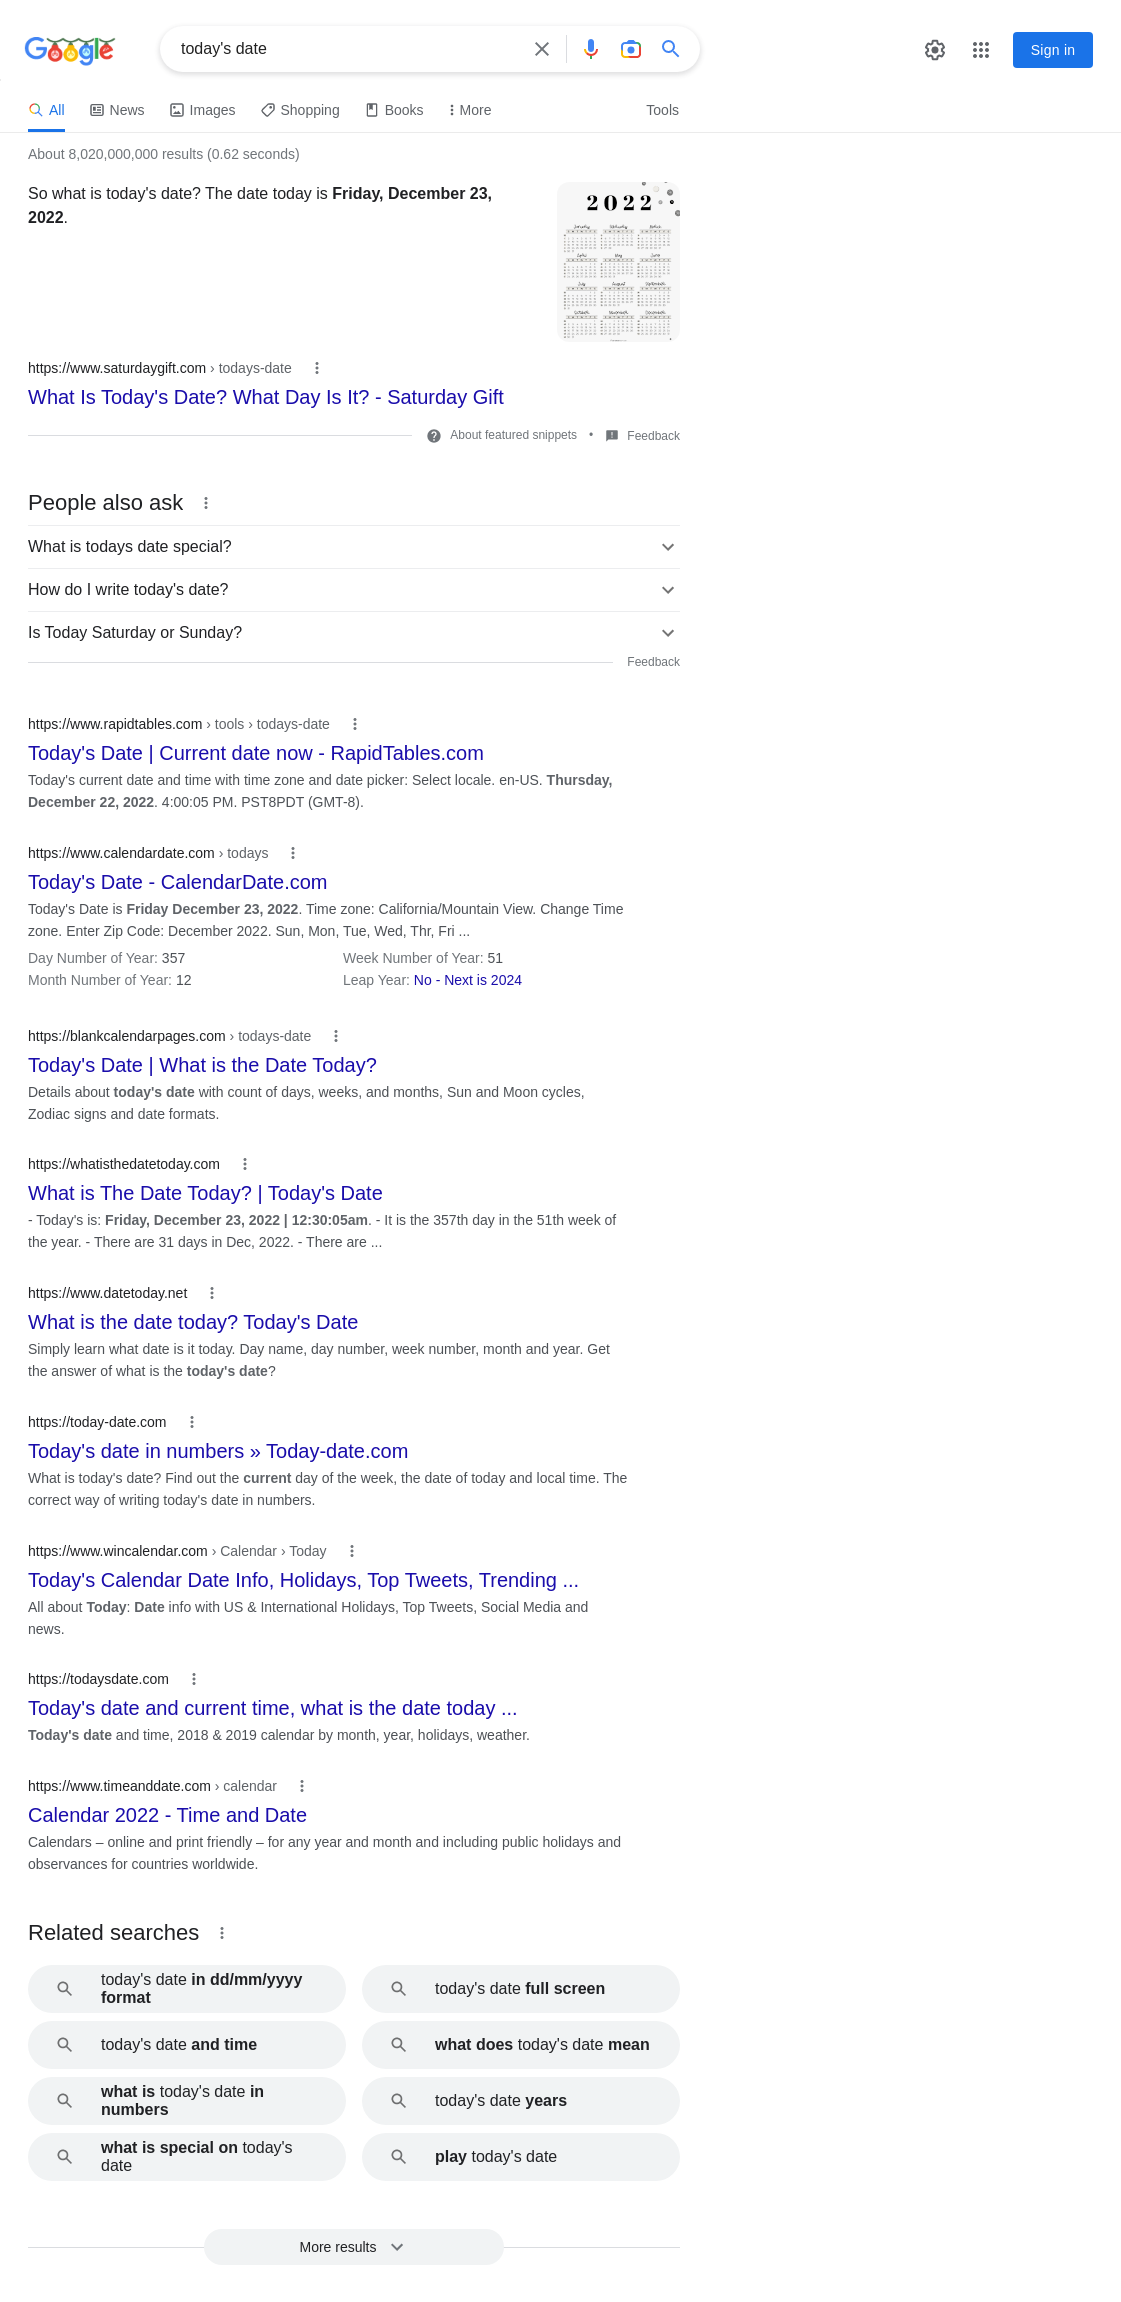 Google
today's date
Sign in
All
News
Images
Shopping
Books
More
Tools
About 8,020,000,000 results (0.62 seconds)
So what is today's date? The date today is Friday, December 23,
2022.
2022
https://www.saturdaygift.com › todays-date
What Is Today's Date? What Day Is It? - Saturday Gift
About featured snippets • Feedback
People also ask
What is todays date special?
How do I write today's date?
Is Today Saturday or Sunday?
Feedback
https://www.rapidtables.com › tools › todays-date
Today's Date | Current date now - RapidTables.com
Today's current date and time with time zone and date picker: Select locale. en-US. Thursday,
December 22, 2022. 4:00:05 PM. PST8PDT (GMT-8).
https://www.calendardate.com › todays
Today's Date - CalendarDate.com
Today's Date is Friday December 23, 2022. Time zone: California/Mountain View. Change Time
zone. Enter Zip Code: December 2022. Sun, Mon, Tue, Wed, Thr, Fri ...
Day Number of Year: 357
Week Number of Year: 51
Month Number of Year: 12
Leap Year: No - Next is 2024
https://blankcalendarpages.com › todays-date
Today's Date | What is the Date Today?
Details about today's date with count of days, weeks, and months, Sun and Moon cycles,
Zodiac signs and date formats.
https://whatisthedatetoday.com
What is The Date Today? | Today's Date
- Today's is: Friday, December 23, 2022 | 12:30:05am. - It is the 357th day in the 51th week of
the year. - There are 31 days in Dec, 2022. - There are ...
https://www.datetoday.net
What is the date today? Today's Date
Simply learn what date is it today. Day name, day number, week number, month and year. Get
the answer of what is the today's date?
https://today-date.com
Today's date in numbers » Today-date.com
What is today's date? Find out the current day of the week, the date of today and local time. The
correct way of writing today's date in numbers.
https://www.wincalendar.com › Calendar › Today
Today's Calendar Date Info, Holidays, Top Tweets, Trending ...
All about Today: Date info with US & International Holidays, Top Tweets, Social Media and
news.
https://todaysdate.com
Today's date and current time, what is the date today ...
Today's date and time, 2018 & 2019 calendar by month, year, holidays, weather.
https://www.timeanddate.com › calendar
Calendar 2022 - Time and Date
Calendars – online and print friendly – for any year and month and including public holidays and
observances for countries worldwide.
Related searches
today's date in dd/mm/yyyy
format
today's date full screen
today's date and time
what does today's date mean
what is today's date in
numbers
today's date years
what is special on today's
date
play today's date
More results